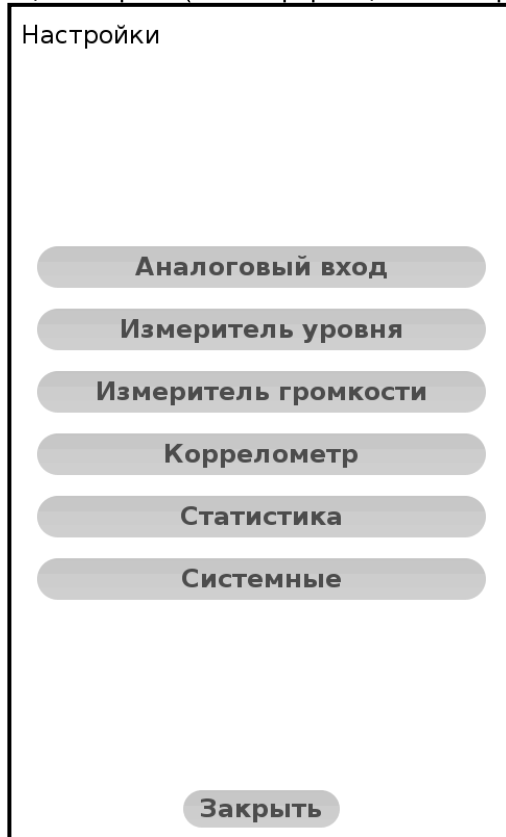 Настройки
Аналоговый вход
Измеритель уровня
Измеритель громкости
Коррелометр
Статистика
Системные
Закрыть